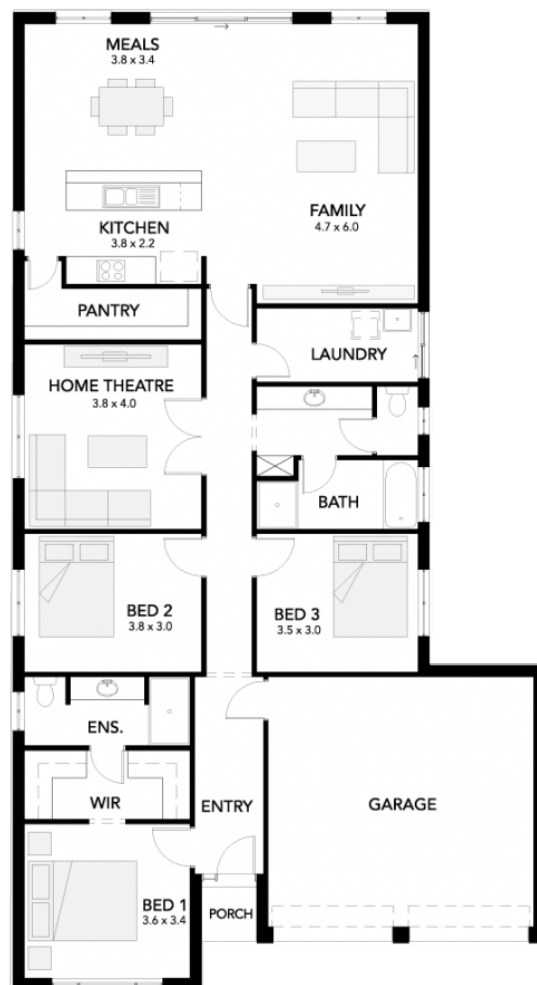 MEALS
3.8 x 3.4
FAMILY
4.7 x 6.0
KITCHEN
3.8 x 2.2
PANTRY
LAUNDRY
HOME THEATRE
3.8 x 4.0
BATH
BED 2
3.8 x 3.0
BED 3
3.5 x 3.0
ENS.
WIR
ENTRY
GARAGE
BED 1
3.6 x 3.4
PORCH